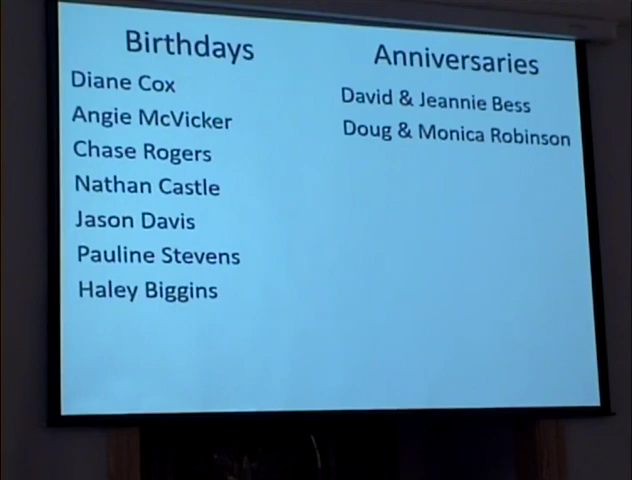 Birthdays
Diane Cox
Angie McVicker
Chase Rogers
Nathan Castle
Jason Davis
Pauline Stevens
Haley Biggins
Anniversaries
David & Jeannie Bess
Doug & Monica Robinson